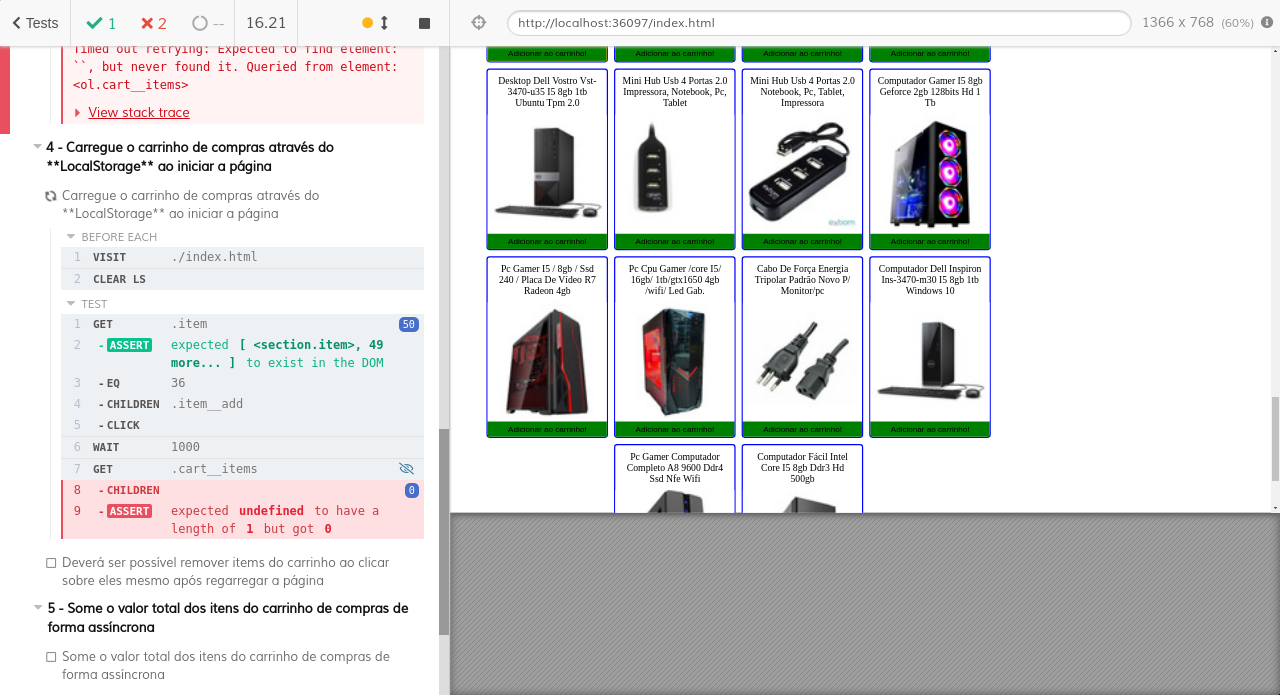 Tests
1
2
--
16.21
http://localhost:36097/index.html
1366 x 768 (60%)
Timed out retrying: Expected to find element:
``, but never found it. Queried from element:
<ol.cart__items>
View stack trace
4 - Carregue o carrinho de compras através do
**LocalStorage** ao iniciar a página
Carregue o carrinho de compras através do
**LocalStorage** ao iniciar a página
BEFORE EACH
1 VISIT ./index.html
2 CLEAR LS
TEST
1 GET .item 50
2 - ASSERT expected [ <section.item>, 49
more... ] to exist in the DOM
3 - EQ 36
4 - CHILDREN .item__add
5 - CLICK
6 WAIT 1000
7 GET .cart__items
8 - CHILDREN 0
9 - ASSERT expected undefined to have a
length of 1 but got 0
Deverá ser possível remover items do carrinho ao clicar
sobre eles mesmo após regarregar a página
5 - Some o valor total dos itens do carrinho de compras de
forma assíncrona
Some o valor total dos itens do carrinho de compras de
forma assíncrona
Adicionar ao carrinho!
Adicionar ao carrinho!
Adicionar ao carrinho!
Adicionar ao carrinho!
Desktop Dell Vostro Vst-
3470-u35 I5 8gb 1tb
Ubuntu Tpm 2.0
Adicionar ao carrinho!
Mini Hub Usb 4 Portas 2.0
Impressora, Notebook, Pc,
Tablet
Adicionar ao carrinho!
Mini Hub Usb 4 Portas 2.0
Notebook, Pc, Tablet,
Impressora
exbom
Adicionar ao carrinho!
Computador Gamer I5 8gb
Geforce 2gb 128bits Hd 1
Tb
Adicionar ao carrinho!
Pc Gamer I5 / 8gb / Ssd
240 / Placa De Vídeo R7
Radeon 4gb
Adicionar ao carrinho!
Pc Cpu Gamer /core I5/
16gb/ 1tb/gtx1650 4gb
/wifi/ Led Gab.
Adicionar ao carrinho!
Cabo De Força Energia
Tripolar Padrão Novo P/
Monitor/pc
Adicionar ao carrinho!
Computador Dell Inspiron
Ins-3470-m30 I5 8gb 1tb
Windows 10
Adicionar ao carrinho!
Pc Gamer Computador
Completo A8 9600 Ddr4
Ssd Nfe Wifi
Computador Fácil Intel
Core I5 8gb Ddr3 Hd
500gb